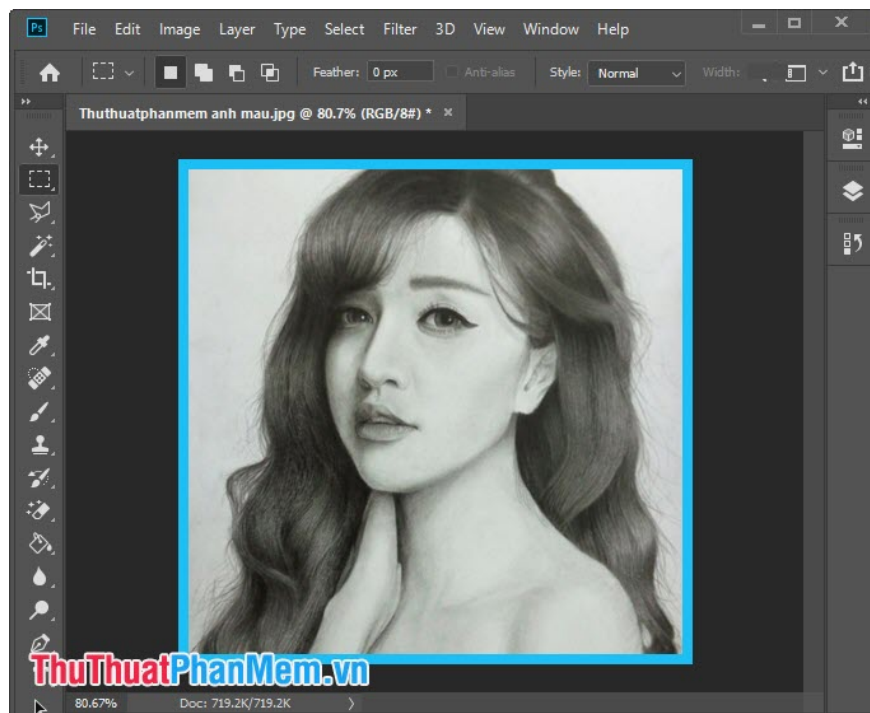 Ps File Edit Image Layer Type Select Filter 3D View Window Help
Feather: 0 px Anti-alias Style: Normal Width:
Thuthuatphanmem anh mau.jpg @ 80.7% (RGB/8#) *
ThuThuatPhanMem.vn
80.67% Doc: 719.2K/719.2K